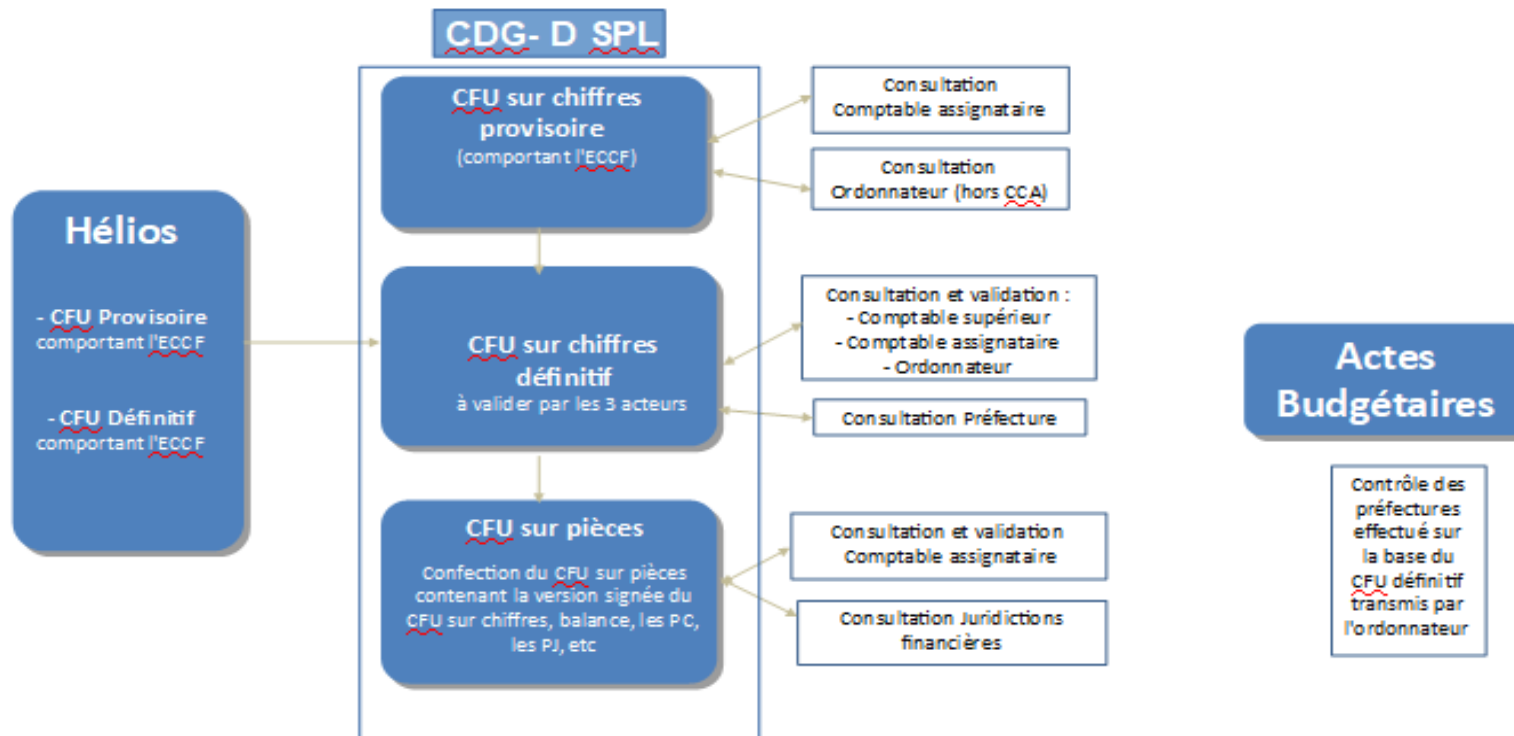 CDG- D SPL
Hélios
- CFU Provisoire
comportant l'ECCF
- CFU Définitif
comportant l'ECCF
CFU sur chiffres
provisoire
(comportant l'ECCF)
CFU sur chiffres
définitif
à valider par les 3 acteurs
CFU sur pièces
Confection du CFU sur pièces
contenant la version signée du
CFU sur chiffres, balance, les PC,
les PJ, etc
Consultation
Comptable assignataire
Consultation
Ordonnateur (hors CCA)
Consultation et validation :
- Comptable supérieur
- Comptable assignataire
- Ordonnateur
Consultation Préfecture
Consultation et validation
Comptable assignataire
Consultation Juridictions
financières
Actes
Budgétaires
Contrôle des
préfectures
effectué sur
la base du
CFU définitif
transmis par
l'ordonnateur